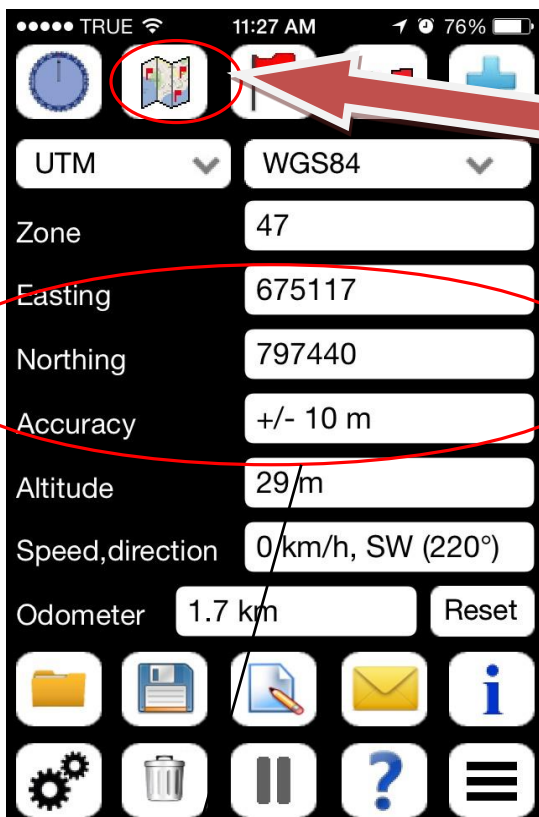 TRUE 11:27 AM 76%
UTM WGS84
Zone 47
Easting 675117
Northing 797440
Accuracy +/- 10 m
Altitude 29 m
Speed,direction 0 km/h, SW (220°)
Odometer 1.7 km Reset